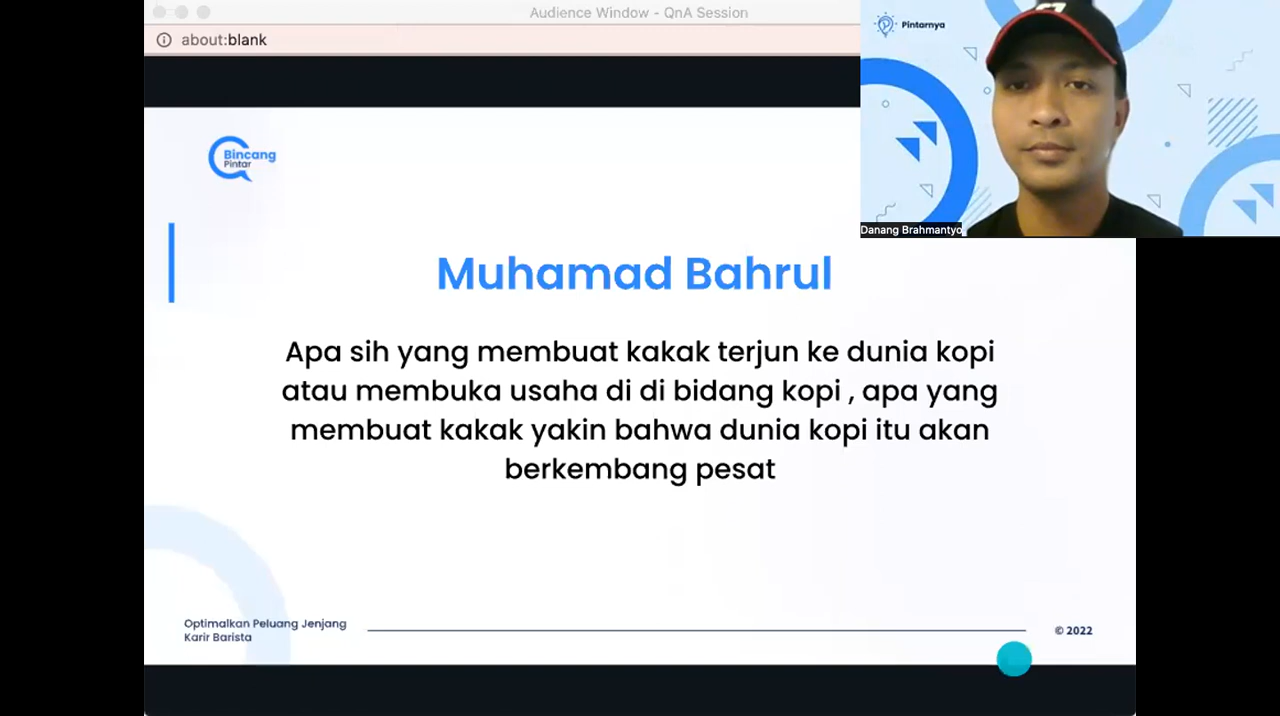 Audience Window - QnA Session
about:blank
Pintarnya
Danang Brahmantyo
Bincang
Pintar
Muhamad Bahrul
Apa sih yang membuat kakak terjun ke dunia kopi
atau membuka usaha di di bidang kopi , apa yang
membuat kakak yakin bahwa dunia kopi itu akan
berkembang pesat
Optimalkan Peluang Jenjang
Karir Barista
© 2022